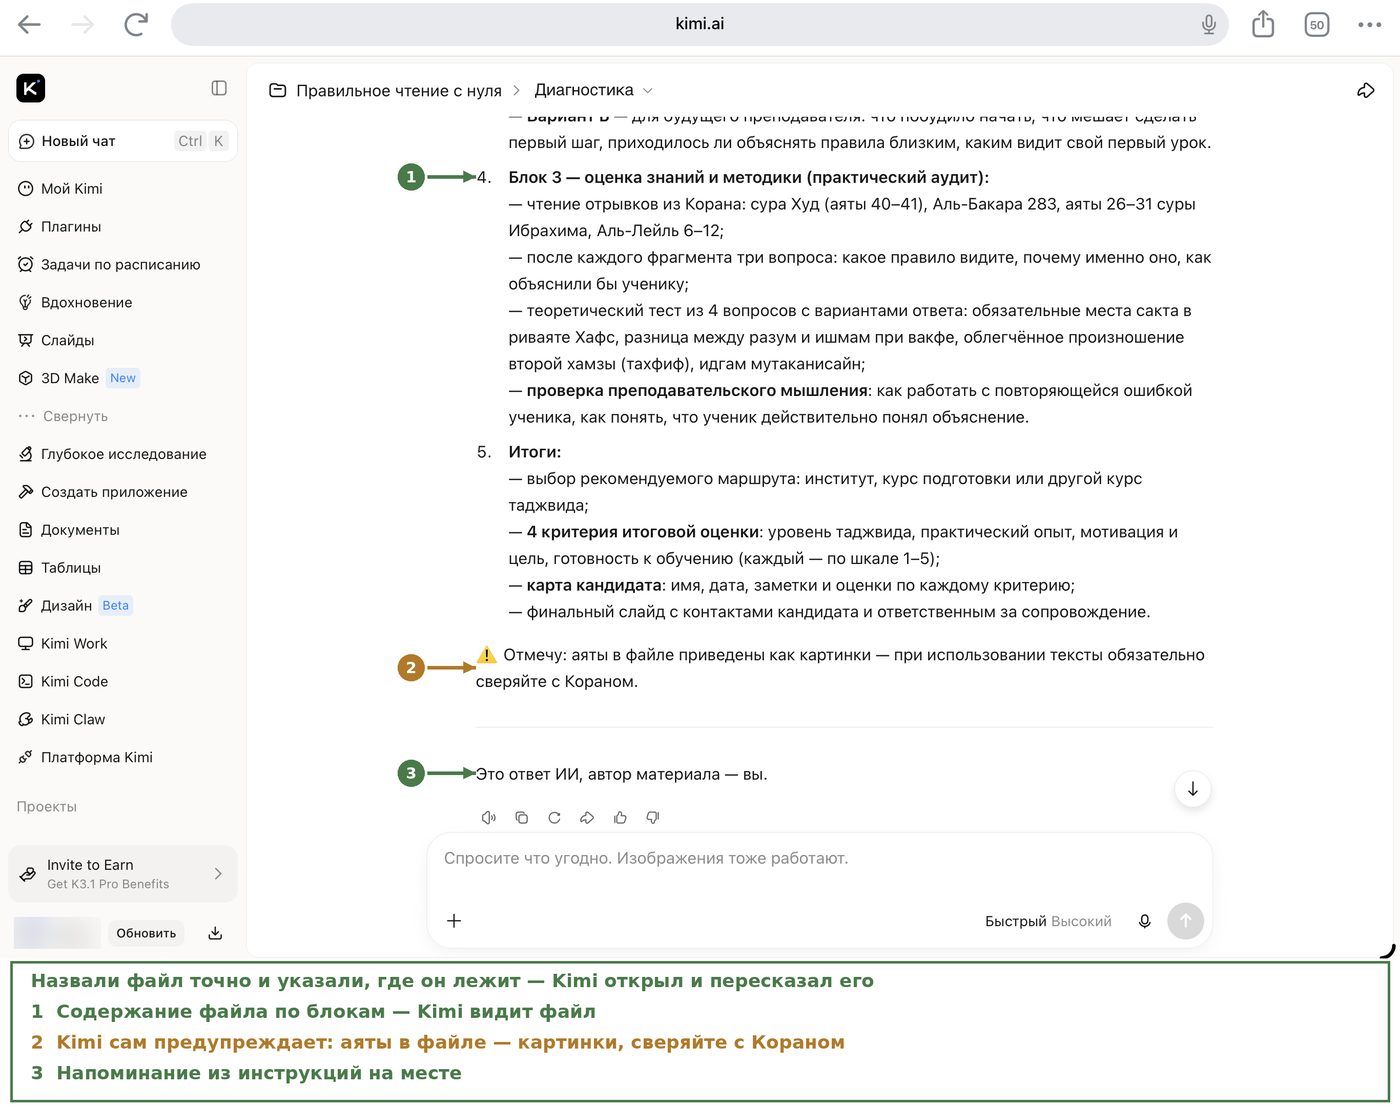 kimi.ai
50
Новый чат
Ctrl K
Мой Kimi
Плагины
Задачи по расписанию
Вдохновение
Слайды
3D Make New
Свернуть
Глубокое исследование
Создать приложение
Документы
Таблицы
Дизайн Beta
Kimi Work
Kimi Code
Kimi Claw
Платформа Kimi
Проекты
Invite to Earn
Get K3.1 Pro Benefits
Обновить
Правильное чтение с нуля > Диагностика
— Вариант В — для будущего преподавателя: что побудило начать, что мешает сделать
первый шаг, приходилось ли объяснять правила близким, каким видит свой первый урок.
1 4. Блок 3 — оценка знаний и методики (практический аудит):
— чтение отрывков из Корана: сура Худ (аяты 40–41), Аль-Бакара 283, аяты 26–31 суры
Ибрахима, Аль-Лейль 6–12;
— после каждого фрагмента три вопроса: какое правило видите, почему именно оно, как
объяснили бы ученику;
— теоретический тест из 4 вопросов с вариантами ответа: обязательные места сакта в
риваяте Хафс, разница между разум и ишмам при вакфе, облегчённое произношение
второй хамзы (тахфиф), идгам мутаканисайн;
— проверка преподавательского мышления: как работать с повторяющейся ошибкой
ученика, как понять, что ученик действительно понял объяснение.
5. Итоги:
— выбор рекомендуемого маршрута: институт, курс подготовки или другой курс
таджвида;
— 4 критерия итоговой оценки: уровень таджвида, практический опыт, мотивация и
цель, готовность к обучению (каждый — по шкале 1–5);
— карта кандидата: имя, дата, заметки и оценки по каждому критерию;
— финальный слайд с контактами кандидата и ответственным за сопровождение.
2 ⚠️ Отмечу: аяты в файле приведены как картинки — при использовании тексты обязательно
сверяйте с Кораном.
3 Это ответ ИИ, автор материала — вы.
Спросите что угодно. Изображения тоже работают.
Быстрый Высокий
Назвали файл точно и указали, где он лежит — Kimi открыл и пересказал его
1 Содержание файла по блокам — Kimi видит файл
2 Kimi сам предупреждает: аяты в файле — картинки, сверяйте с Кораном
3 Напоминание из инструкций на месте